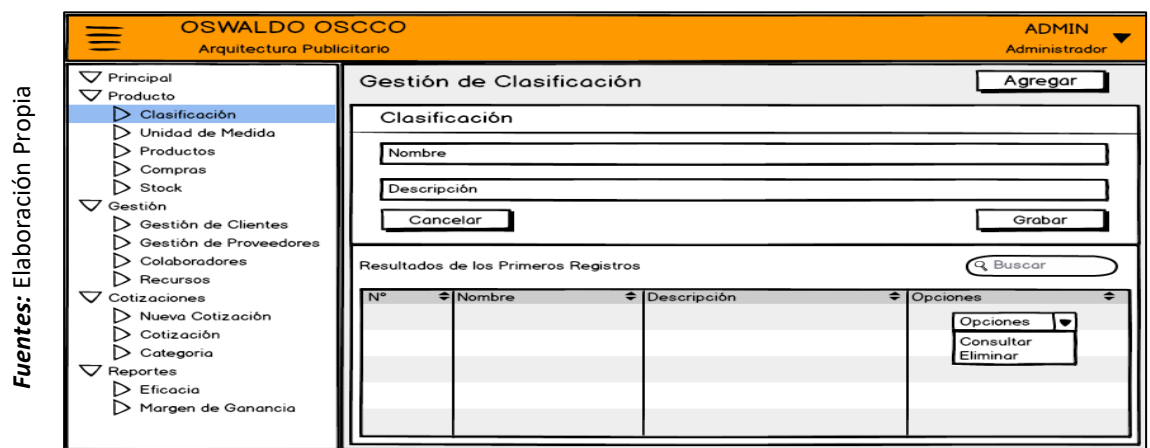 Fuentes: Elaboración Propia
OSWALDO OSCCO
Arquitectura Publicitario
ADMIN
Administrador
Principal
Producto
Clasificación
Unidad de Medida
Productos
Compras
Stock
Gestión
Gestión de Clientes
Gestión de Proveedores
Colaboradores
Recursos
Cotizaciones
Nueva Cotización
Cotización
Categoria
Reportes
Eficacia
Margen de Ganancia
Gestión de Clasificación
Agregar
Clasificación
Nombre
Descripción
Cancelar
Grabar
Resultados de los Primeros Registros
Buscar
N° Nombre Descripción Opciones
Opciones
Consultar
Eliminar